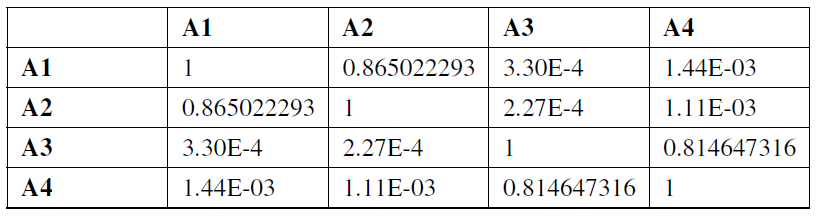 A1 A2 A3 A4
A1 1 0.865022293 3.30E-4 1.44E-03
A2 0.865022293 1 2.27E-4 1.11E-03
A3 3.30E-4 2.27E-4 1 0.814647316
A4 1.44E-03 1.11E-03 0.814647316 1